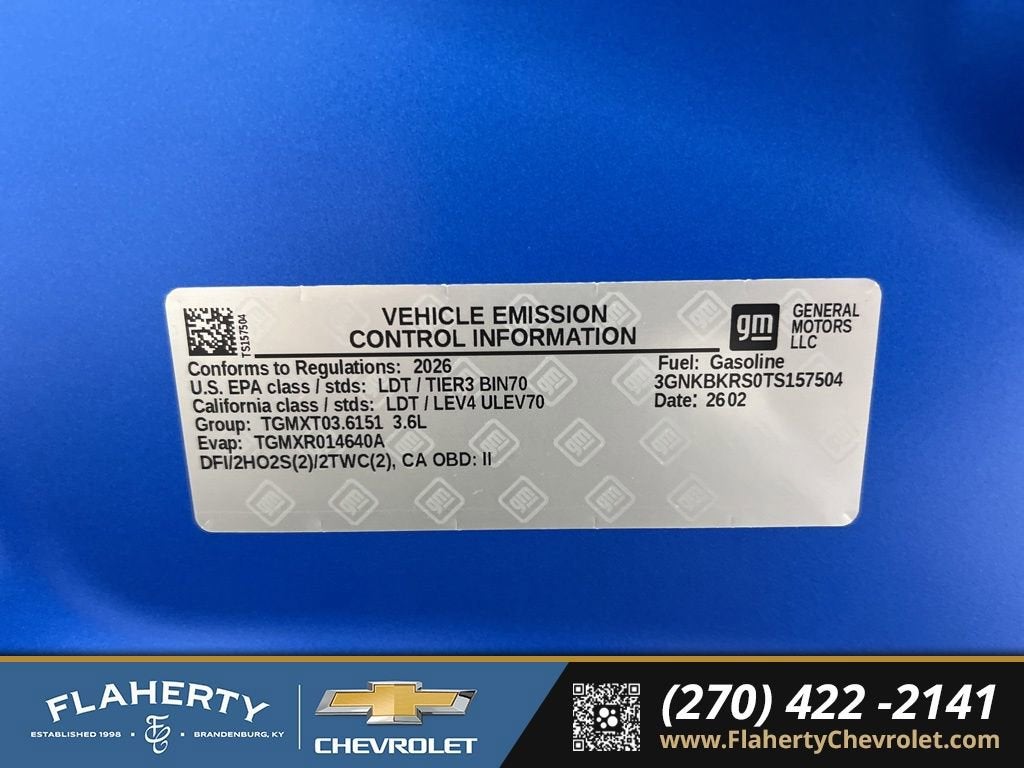 TS157504
VEHICLE EMISSION
CONTROL INFORMATION
gm
GENERAL
MOTORS
LLC
Conforms to Regulations: 2026
U.S. EPA class / stds: LDT / TIER3 BIN70
California class / stds: LDT / LEV4 ULEV70
Group: TGMXT03.6151 3.6L
Evap: TGMXR014640A
DFI/2HO2S(2)/2TWC(2), CA OBD: II
Fuel: Gasoline
3GNKBKRS0TS157504
Date: 2602
FLAHERTY
ESTABLISHED 1998 • BRANDENBURG, KY
CHEVROLET
(270) 422 -2141
www.FlahertyChevrolet.com